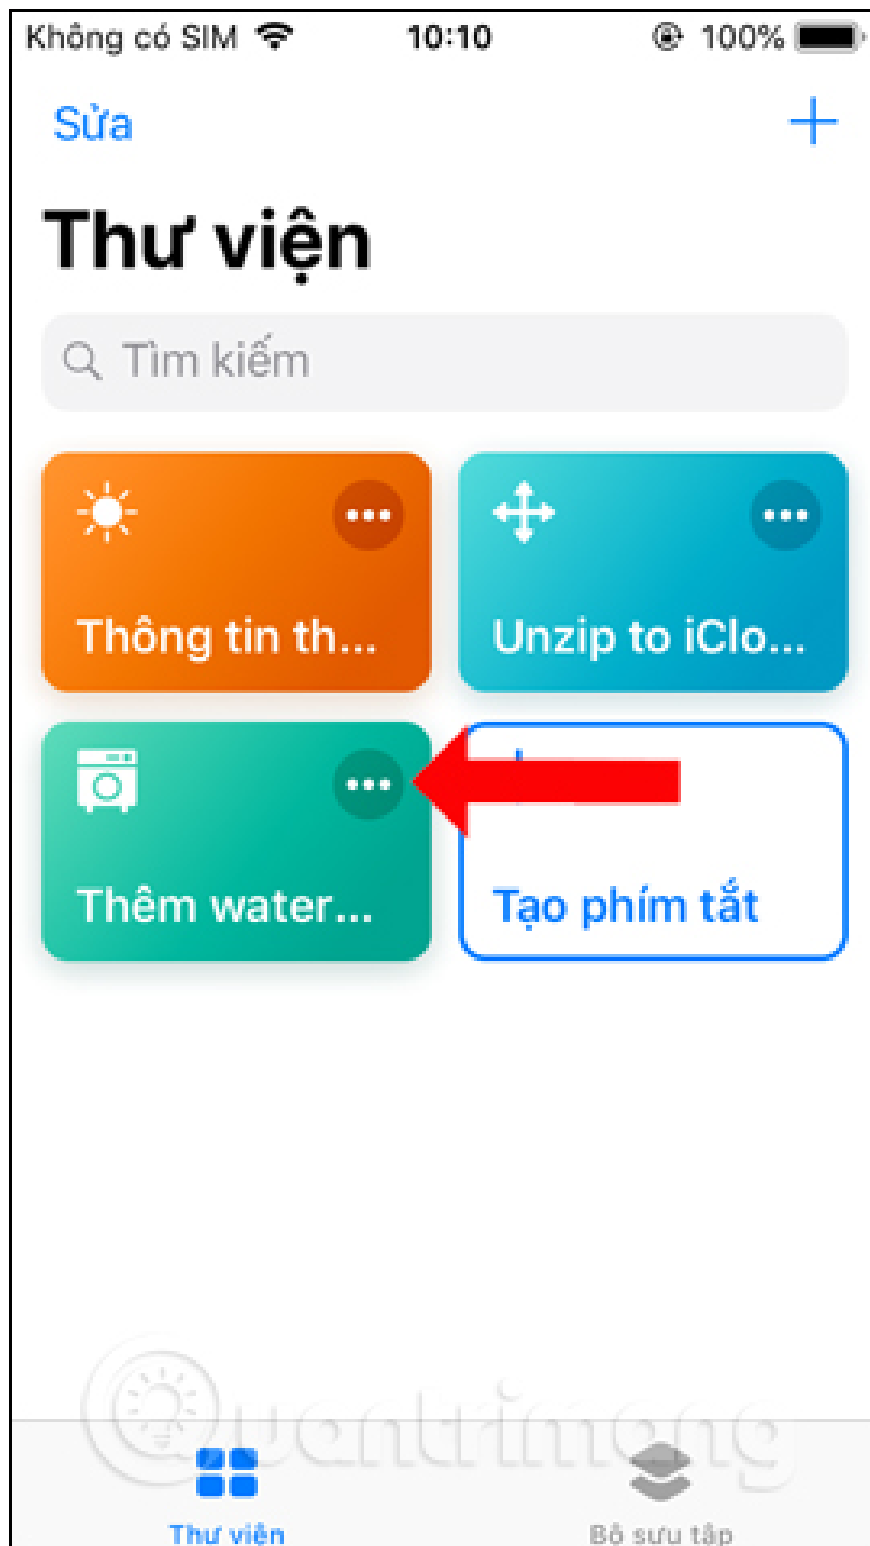 Không có SIM 10:10 100%
Sửa
Thư viện
Tìm kiếm
Thông tin th...
Unzip to iClo...
Thêm water...
Tạo phím tắt
Quantrimang
Thư viện
Bộ sưu tập